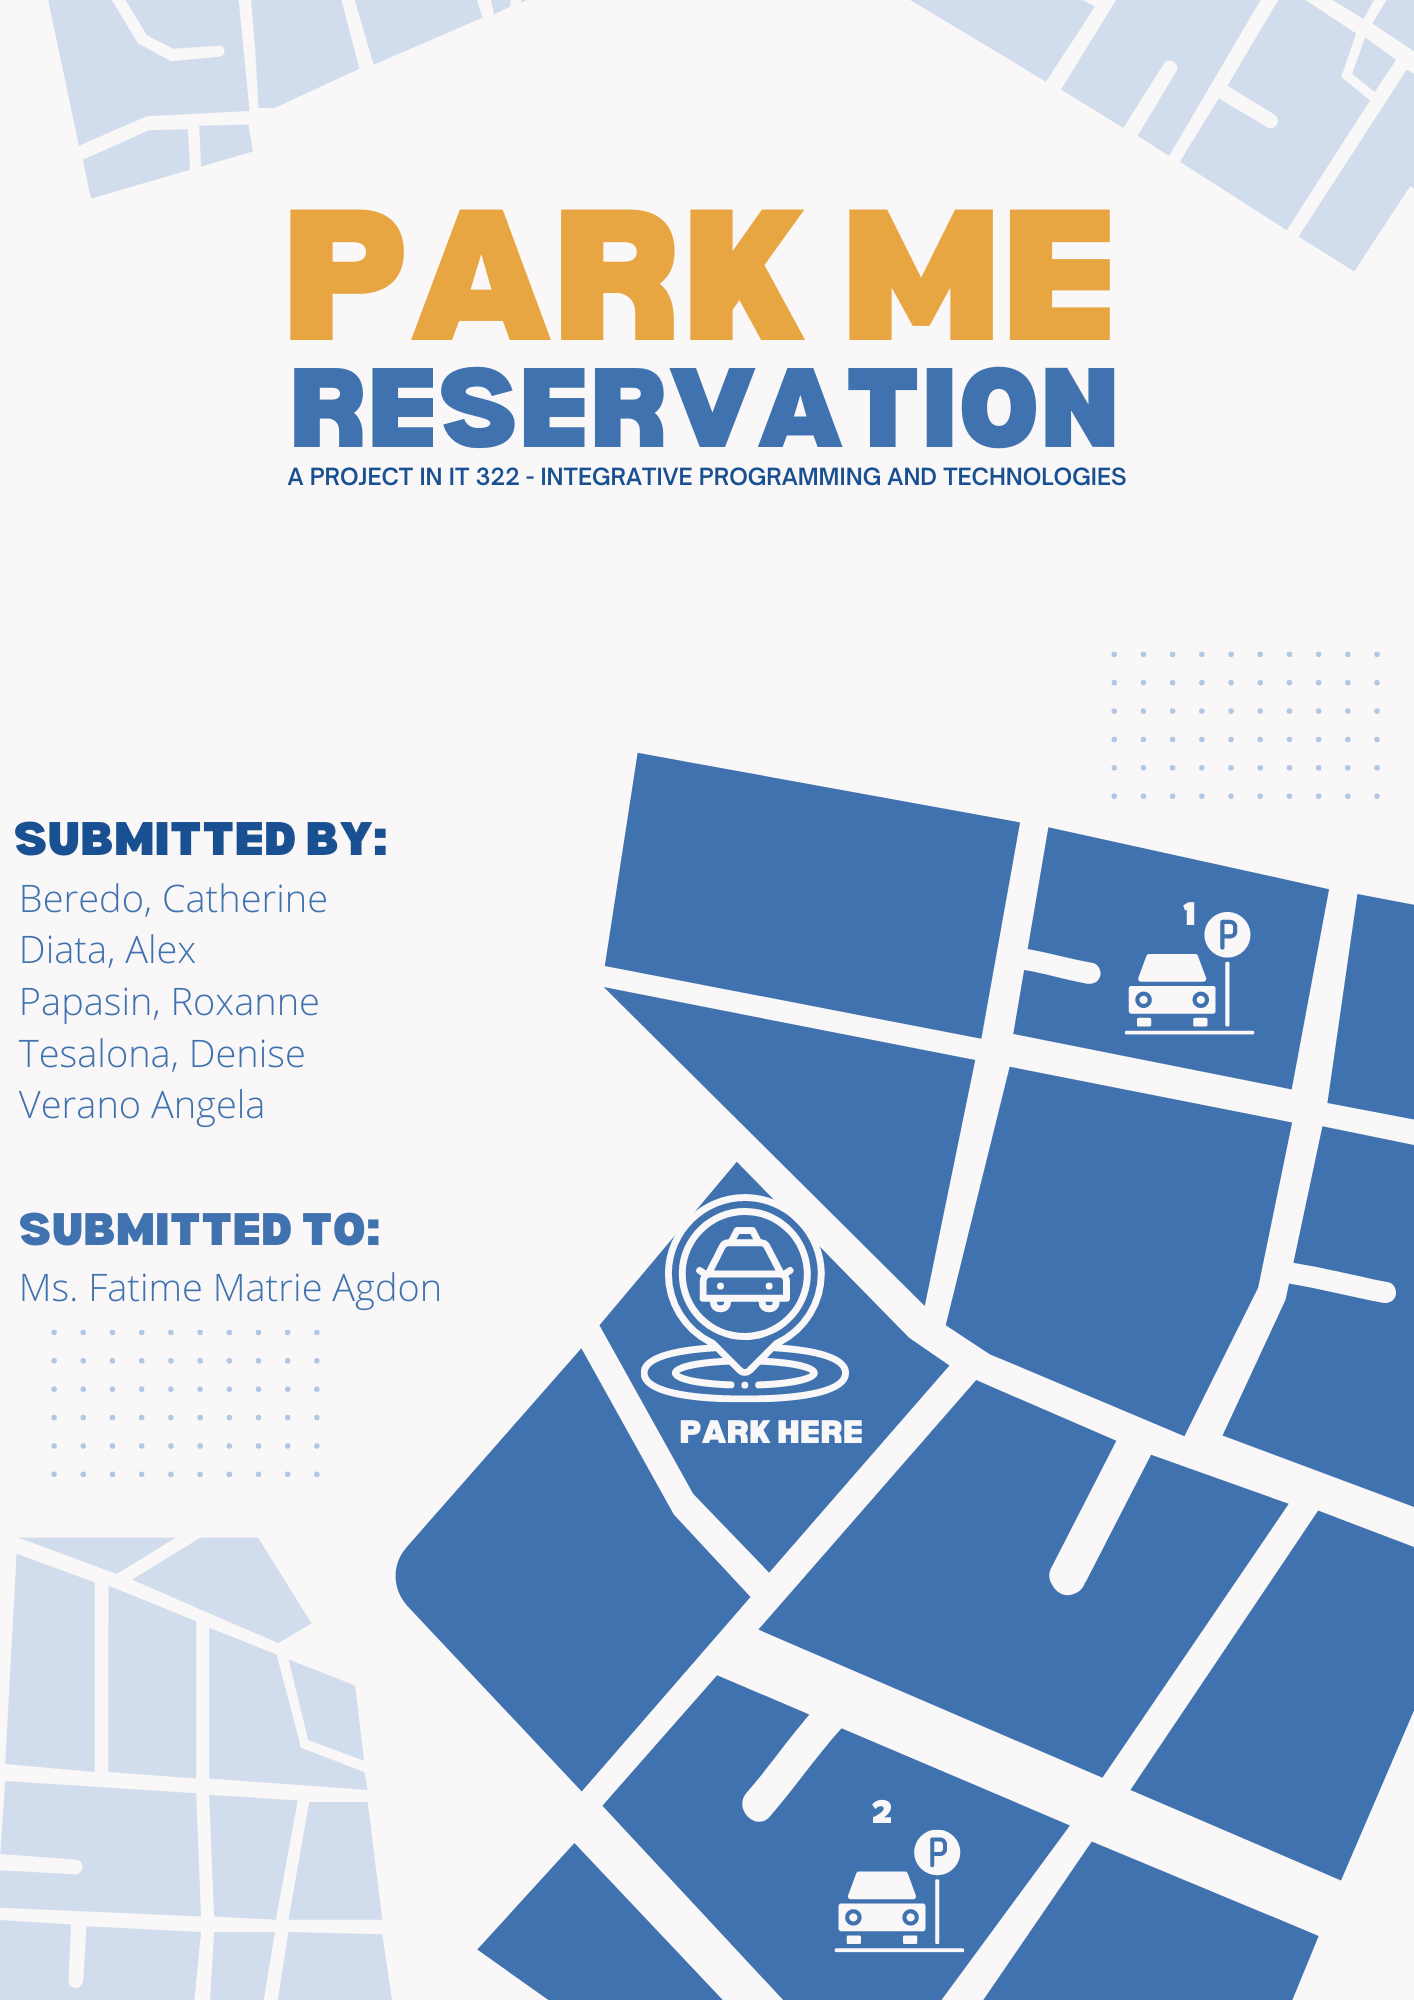 PARK ME
RESERVATION
A PROJECT IN IT 322 - INTEGRATIVE PROGRAMMING AND TECHNOLOGIES
SUBMITTED BY:
Beredo, Catherine
Diata, Alex
Papasin, Roxanne
Tesalona, Denise
Verano Angela
SUBMITTED TO:
Ms. Fatime Matrie Agdon
1
P
PARK HERE
2
P